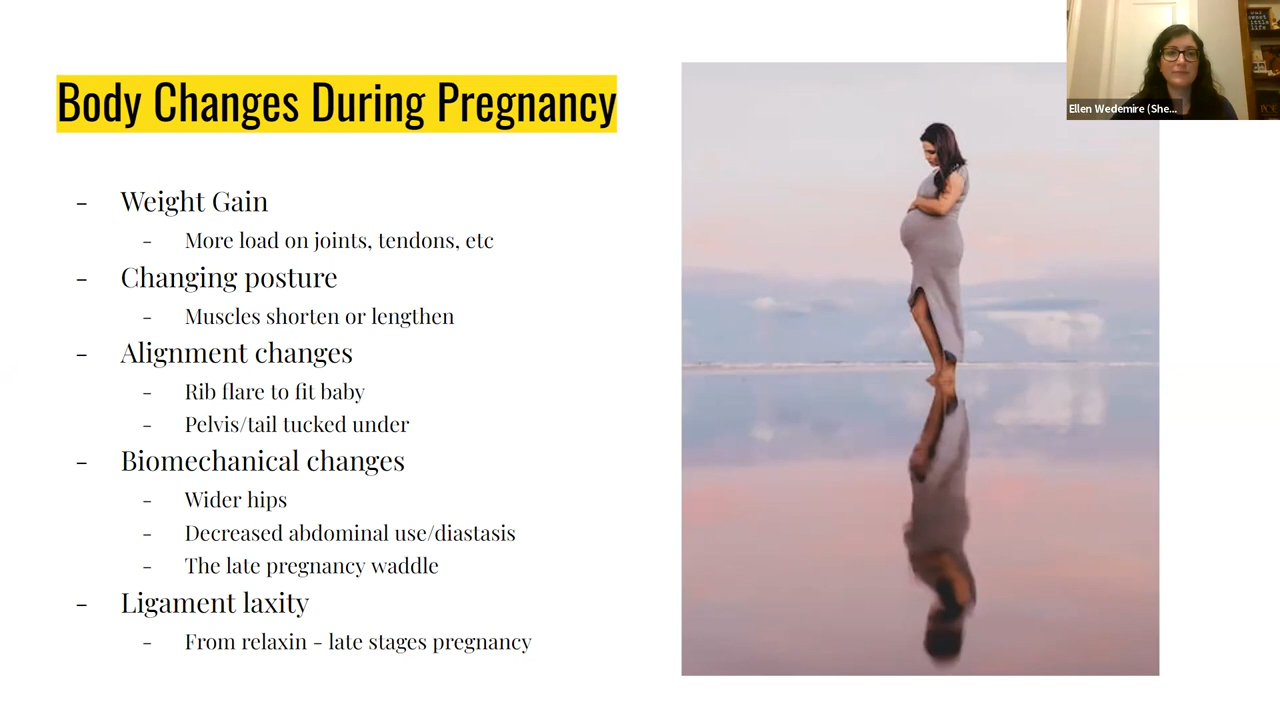 Body Changes During Pregnancy
- Weight Gain
- More load on joints, tendons, etc
- Changing posture
- Muscles shorten or lengthen
- Alignment changes
- Rib flare to fit baby
- Pelvis/tail tucked under
- Biomechanical changes
- Wider hips
- Decreased abdominal use/diastasis
- The late pregnancy waddle
- Ligament laxity
- From relaxin - late stages pregnancy
Ellen Wedemire (She...